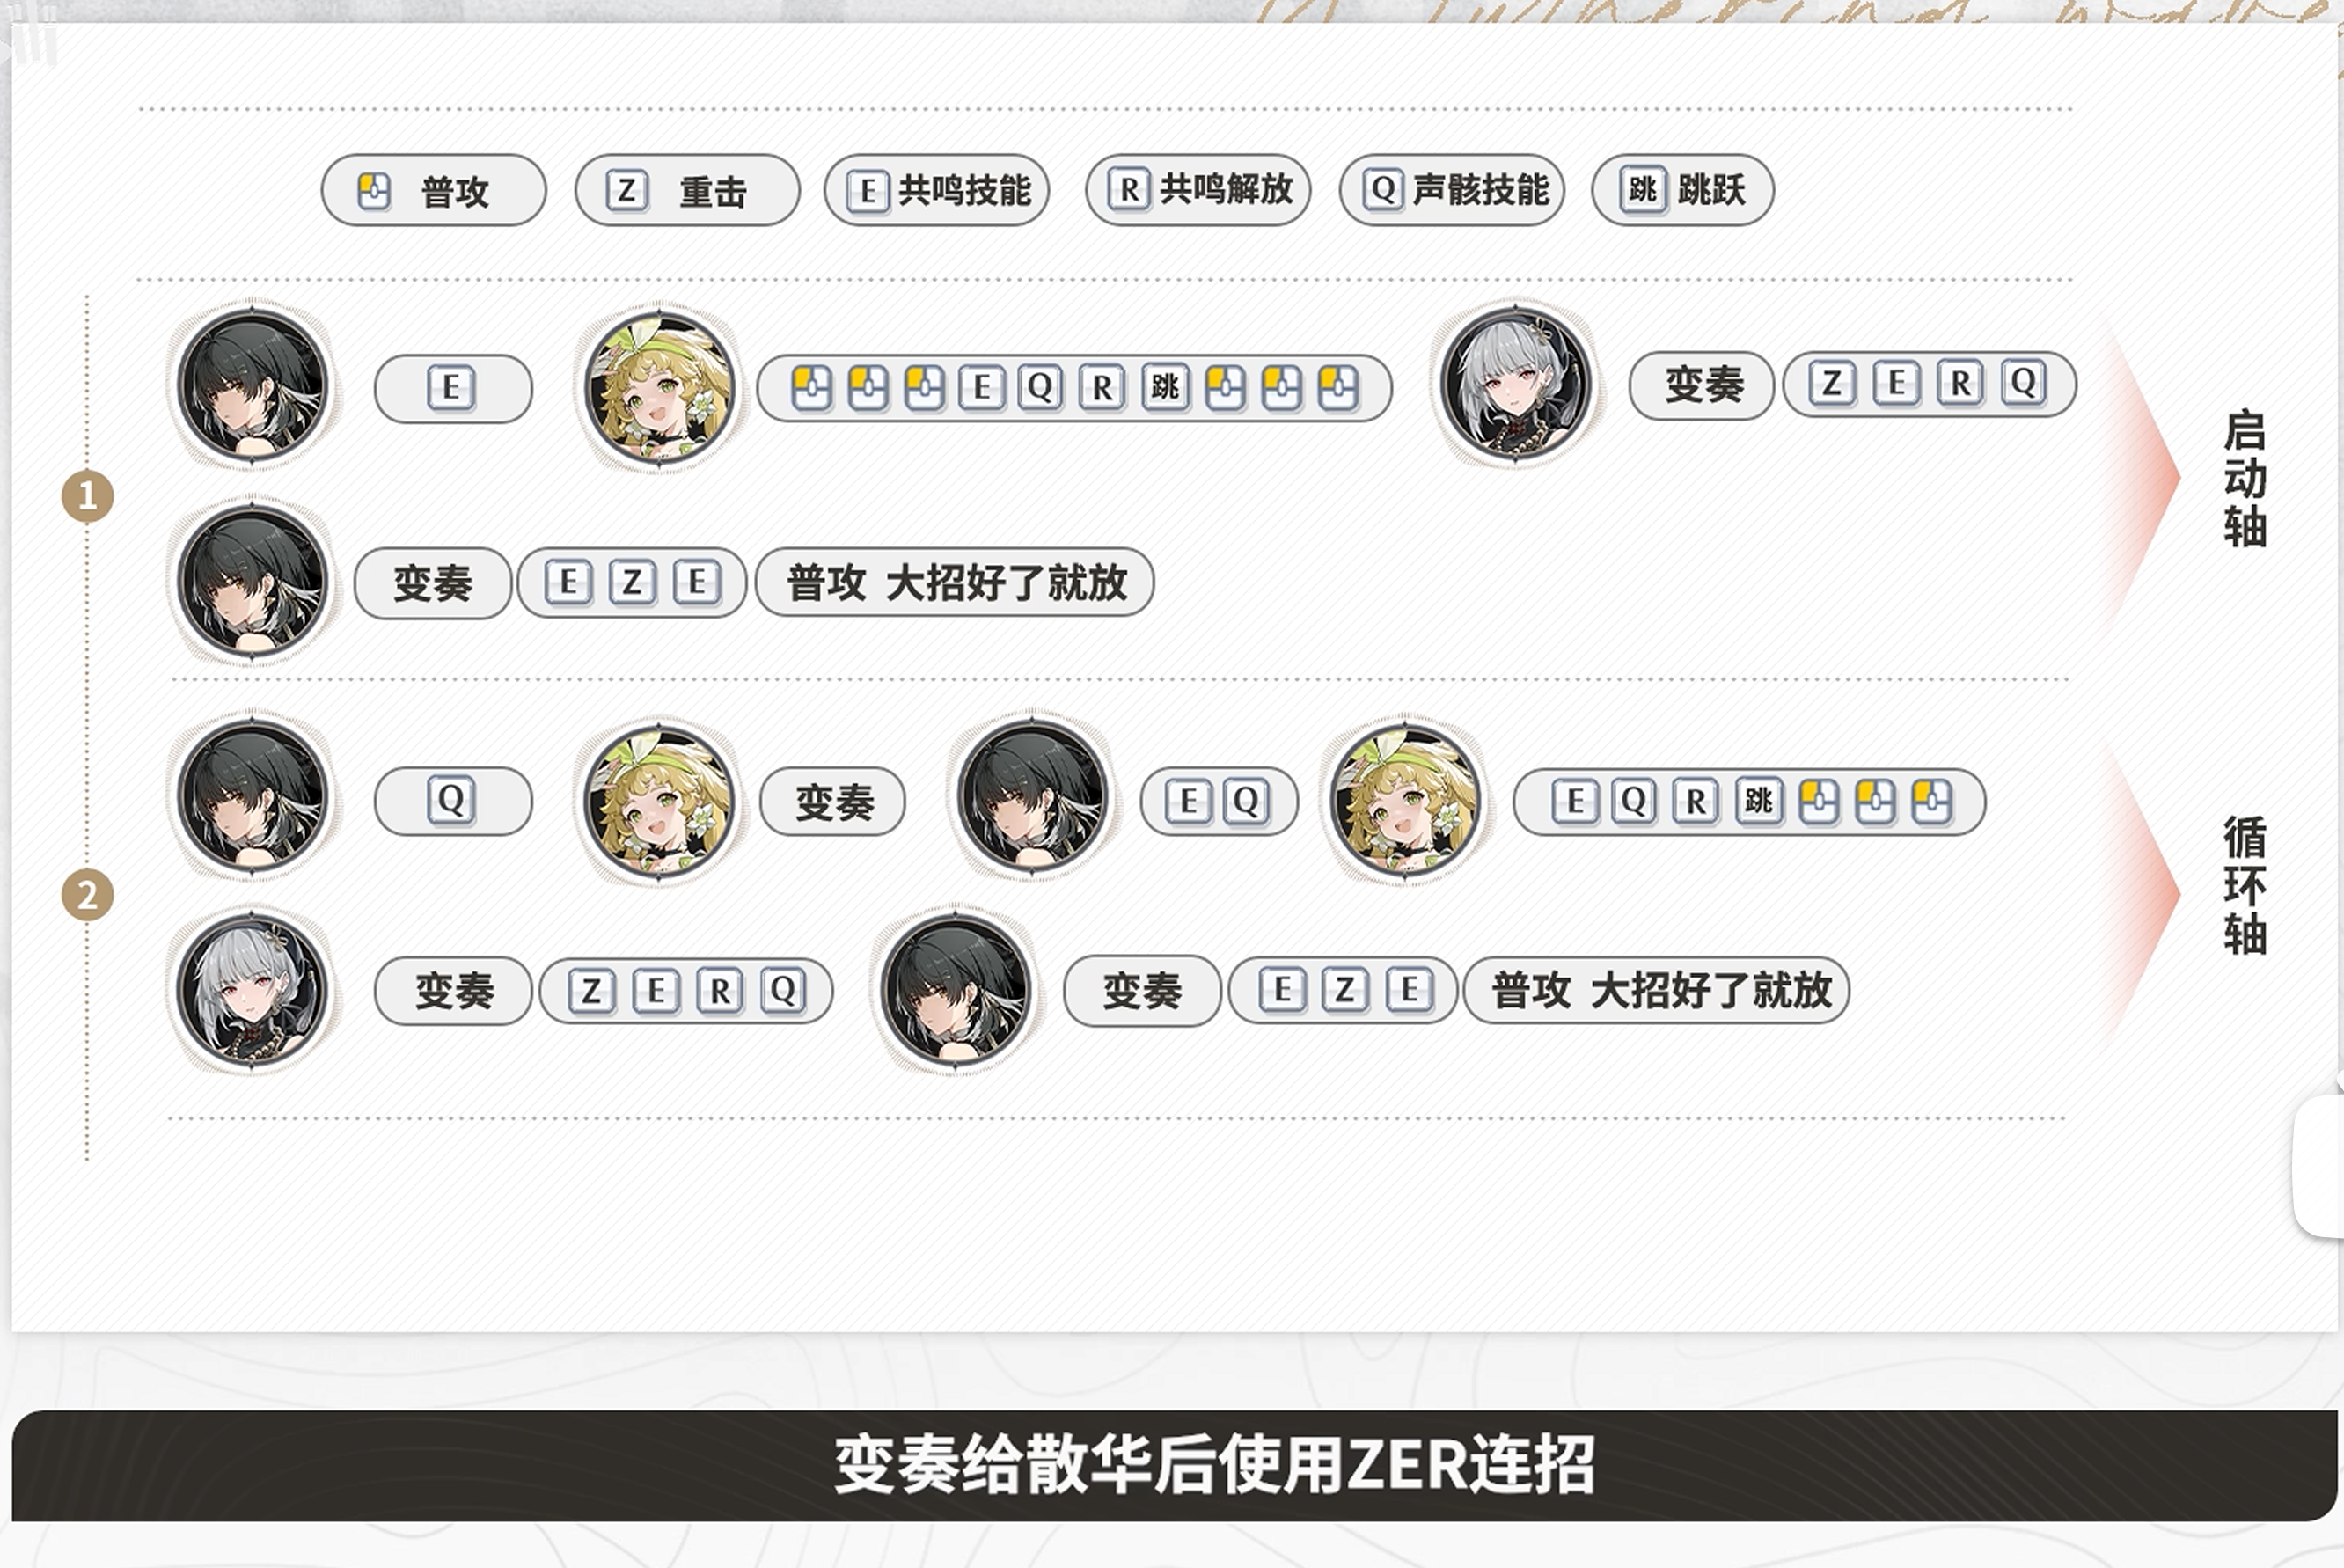 普攻 Z 重击 E 共鸣技能 R 共鸣解放 Q 声骸技能 跳 跳跃
E E Q R 跳 变奏 Z E R Q
1
变奏 E Z E 普攻 大招好了就放
启动轴
Q 变奏 E Q E Q R 跳
2
变奏 Z E R Q 变奏 E Z E 普攻 大招好了就放
循环轴
变奏给散华后使用ZER连招